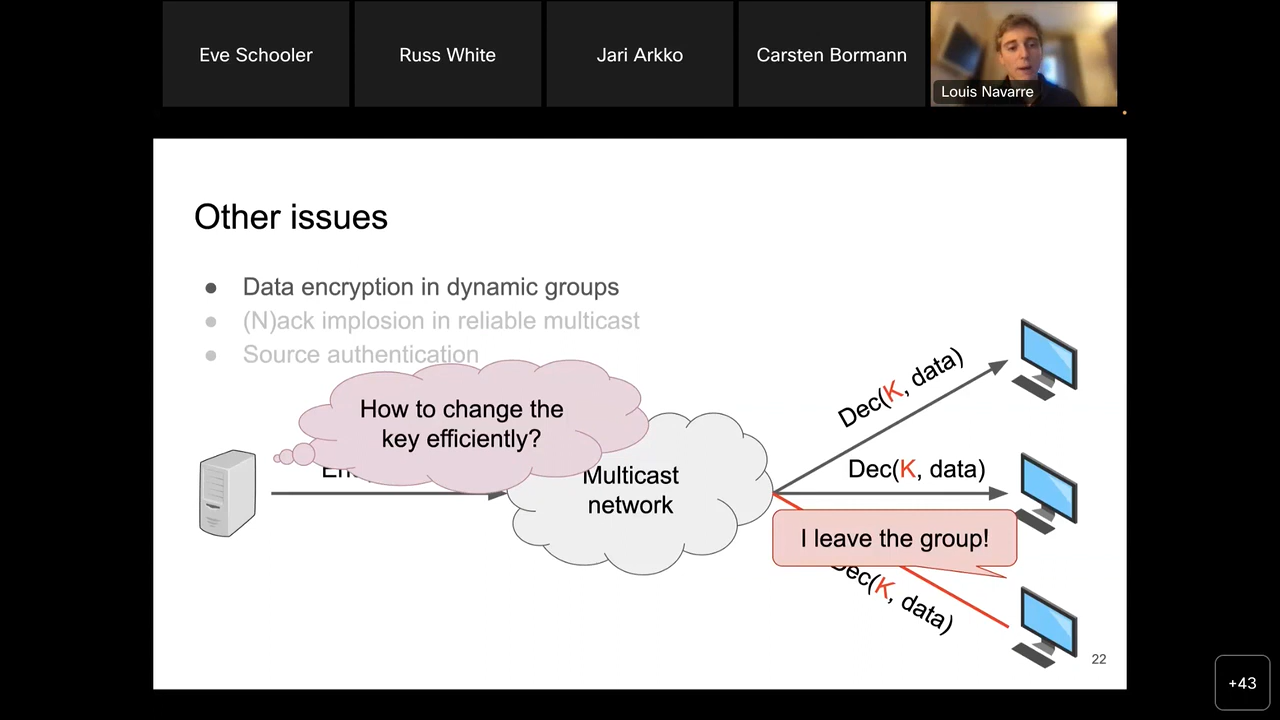 Eve Schooler
Russ White
Jari Arkko
Carsten Bormann
Louis Navarre
Other issues
Data encryption in dynamic groups
(N)ack implosion in reliable multicast
Source authentication
How to change the
key efficiently?
Multicast
network
Dec(K, data)
Dec(K, data)
I leave the group!
Dec(K, data)
22
+43